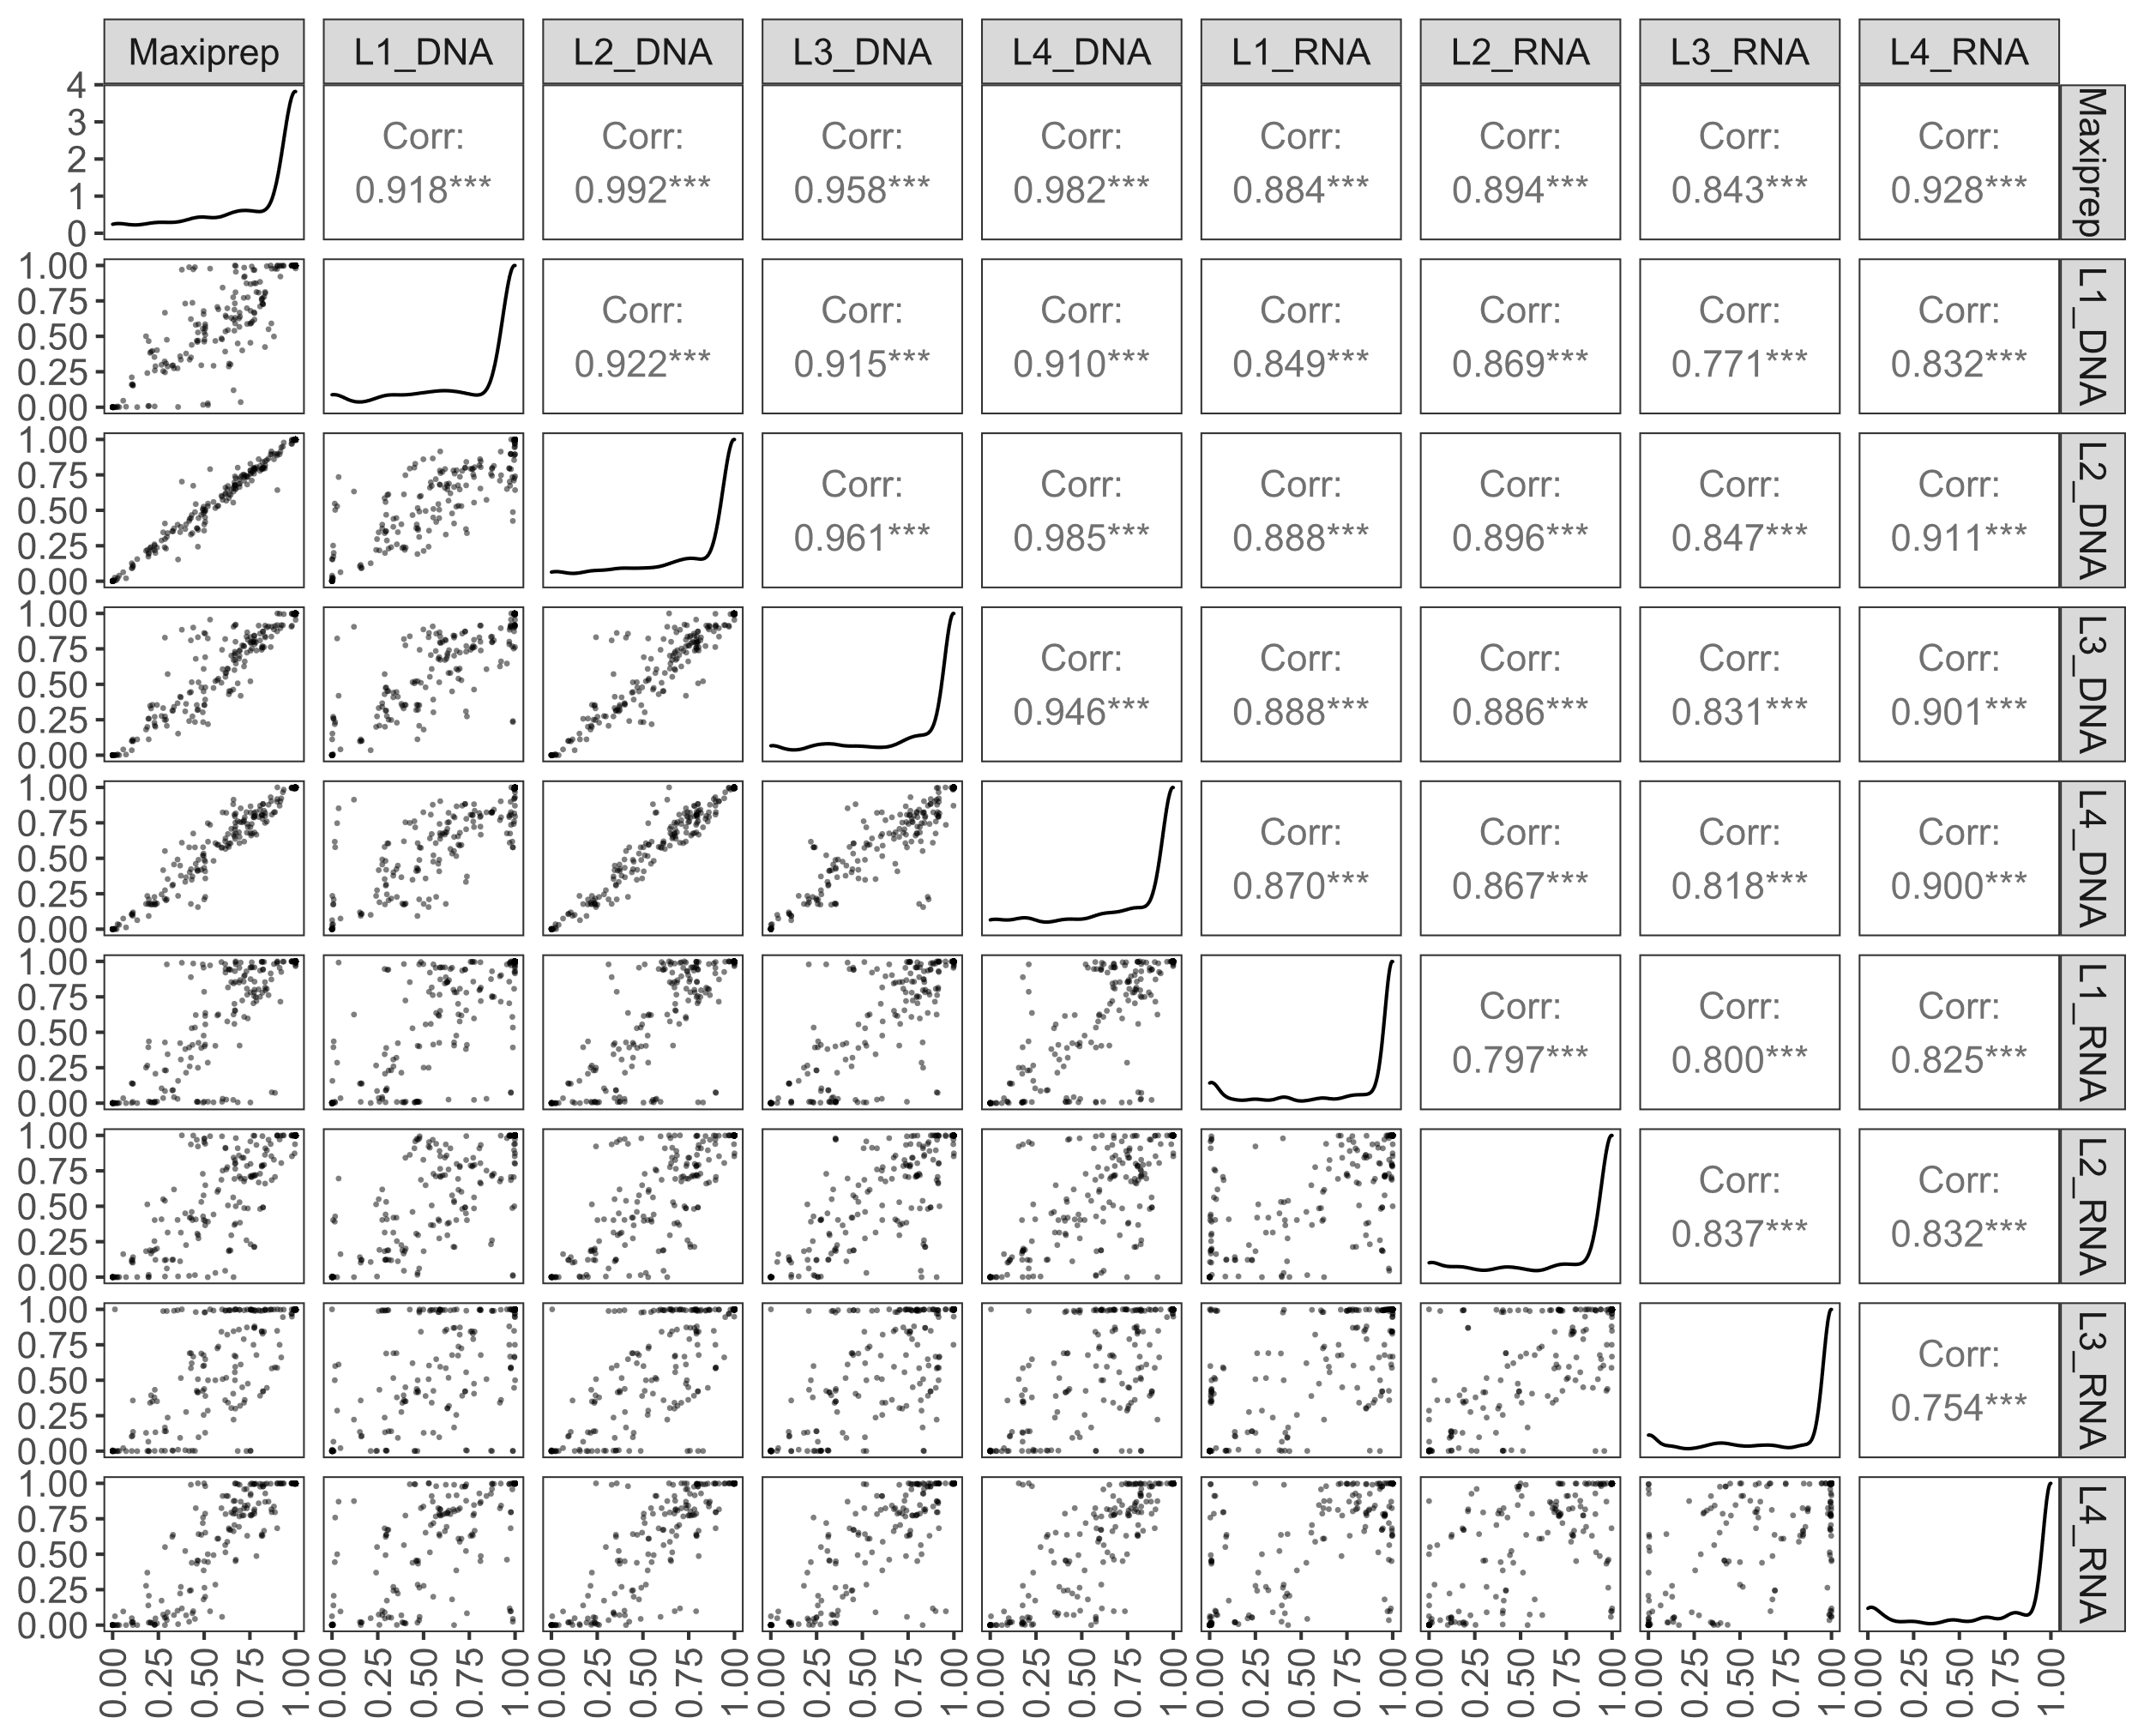 Maxiprep L1_DNA L2_DNA L3_DNA L4_DNA L1_RNA L2_RNA L3_RNA L4_RNA
4
3
2
1
0
Corr: Corr: Corr: Corr: Corr: Corr: Corr: Corr:
0.918*** 0.992*** 0.958*** 0.982*** 0.884*** 0.894*** 0.843*** 0.928***
Maxiprep
1.00
0.75
0.50
0.25
0.00
Corr: Corr: Corr: Corr: Corr: Corr: Corr:
0.922*** 0.915*** 0.910*** 0.849*** 0.869*** 0.771*** 0.832***
L1_DNA
1.00
0.75
0.50
0.25
0.00
Corr: Corr: Corr: Corr: Corr: Corr:
0.961*** 0.985*** 0.888*** 0.896*** 0.847*** 0.911***
L2_DNA
1.00
0.75
0.50
0.25
0.00
Corr: Corr: Corr: Corr: Corr:
0.946*** 0.888*** 0.886*** 0.831*** 0.901***
L3_DNA
1.00
0.75
0.50
0.25
0.00
Corr: Corr: Corr: Corr:
0.870*** 0.867*** 0.818*** 0.900***
L4_DNA
1.00
0.75
0.50
0.25
0.00
Corr: Corr: Corr:
0.797*** 0.800*** 0.825***
L1_RNA
1.00
0.75
0.50
0.25
0.00
Corr: Corr:
0.837*** 0.832***
L2_RNA
1.00
0.75
0.50
0.25
0.00
Corr:
0.754***
L3_RNA
1.00
0.75
0.50
0.25
0.00
L4_RNA
0.00 0.25 0.50 0.75 1.00 0.00 0.25 0.50 0.75 1.00 0.00 0.25 0.50 0.75 1.00 0.00 0.25 0.50 0.75 1.00 0.00 0.25 0.50 0.75 1.00 0.00 0.25 0.50 0.75 1.00 0.00 0.25 0.50 0.75 1.00 0.00 0.25 0.50 0.75 1.00 0.00 0.25 0.50 0.75 1.00